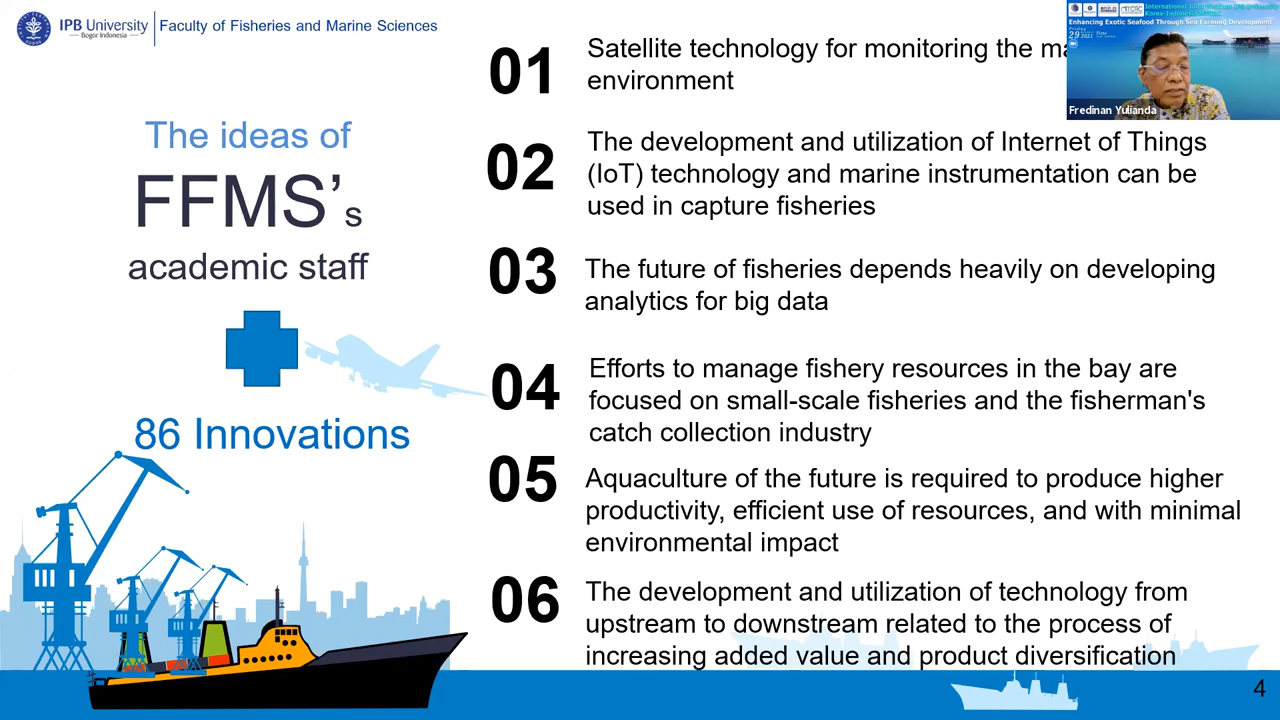 IPB University
Bogor Indonesia
Faculty of Fisheries and Marine Sciences
The ideas of
FFMS's
academic staff
86 Innovations
01
Satellite technology for monitoring the ma
environment
02
The development and utilization of Internet of Things
(IoT) technology and marine instrumentation can be
used in capture fisheries
03
The future of fisheries depends heavily on developing
analytics for big data
04
Efforts to manage fishery resources in the bay are
focused on small-scale fisheries and the fisherman's
catch collection industry
05
Aquaculture of the future is required to produce higher
productivity, efficient use of resources, and with minimal
environmental impact
06
The development and utilization of technology from
upstream to downstream related to the process of
increasing added value and product diversification
4
Enhancing Exotic Seafood Through Sea Farming Development
29
2021
Fredinan Yulianda